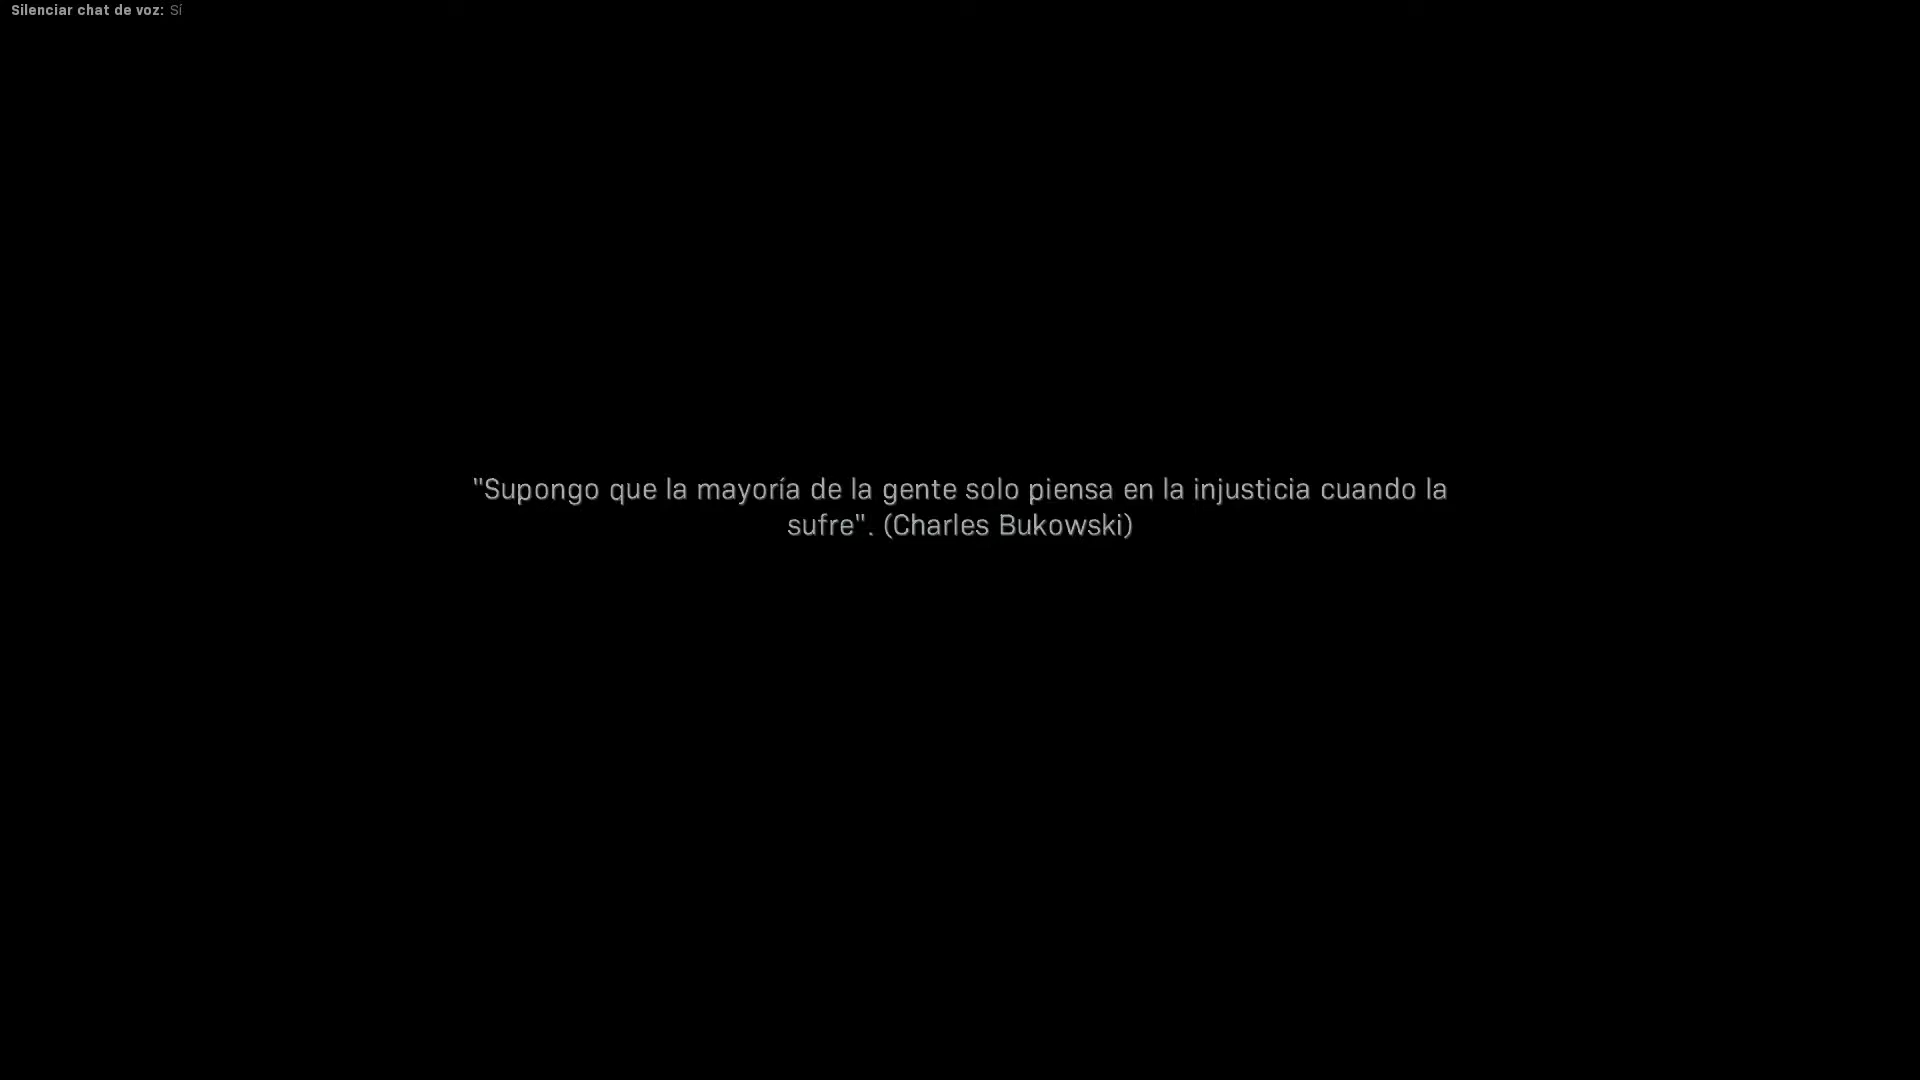 Silenciar chat de voz: Sí
"Supongo que la mayoría de la gente solo piensa en la injusticia cuando la
sufre". (Charles Bukowski)